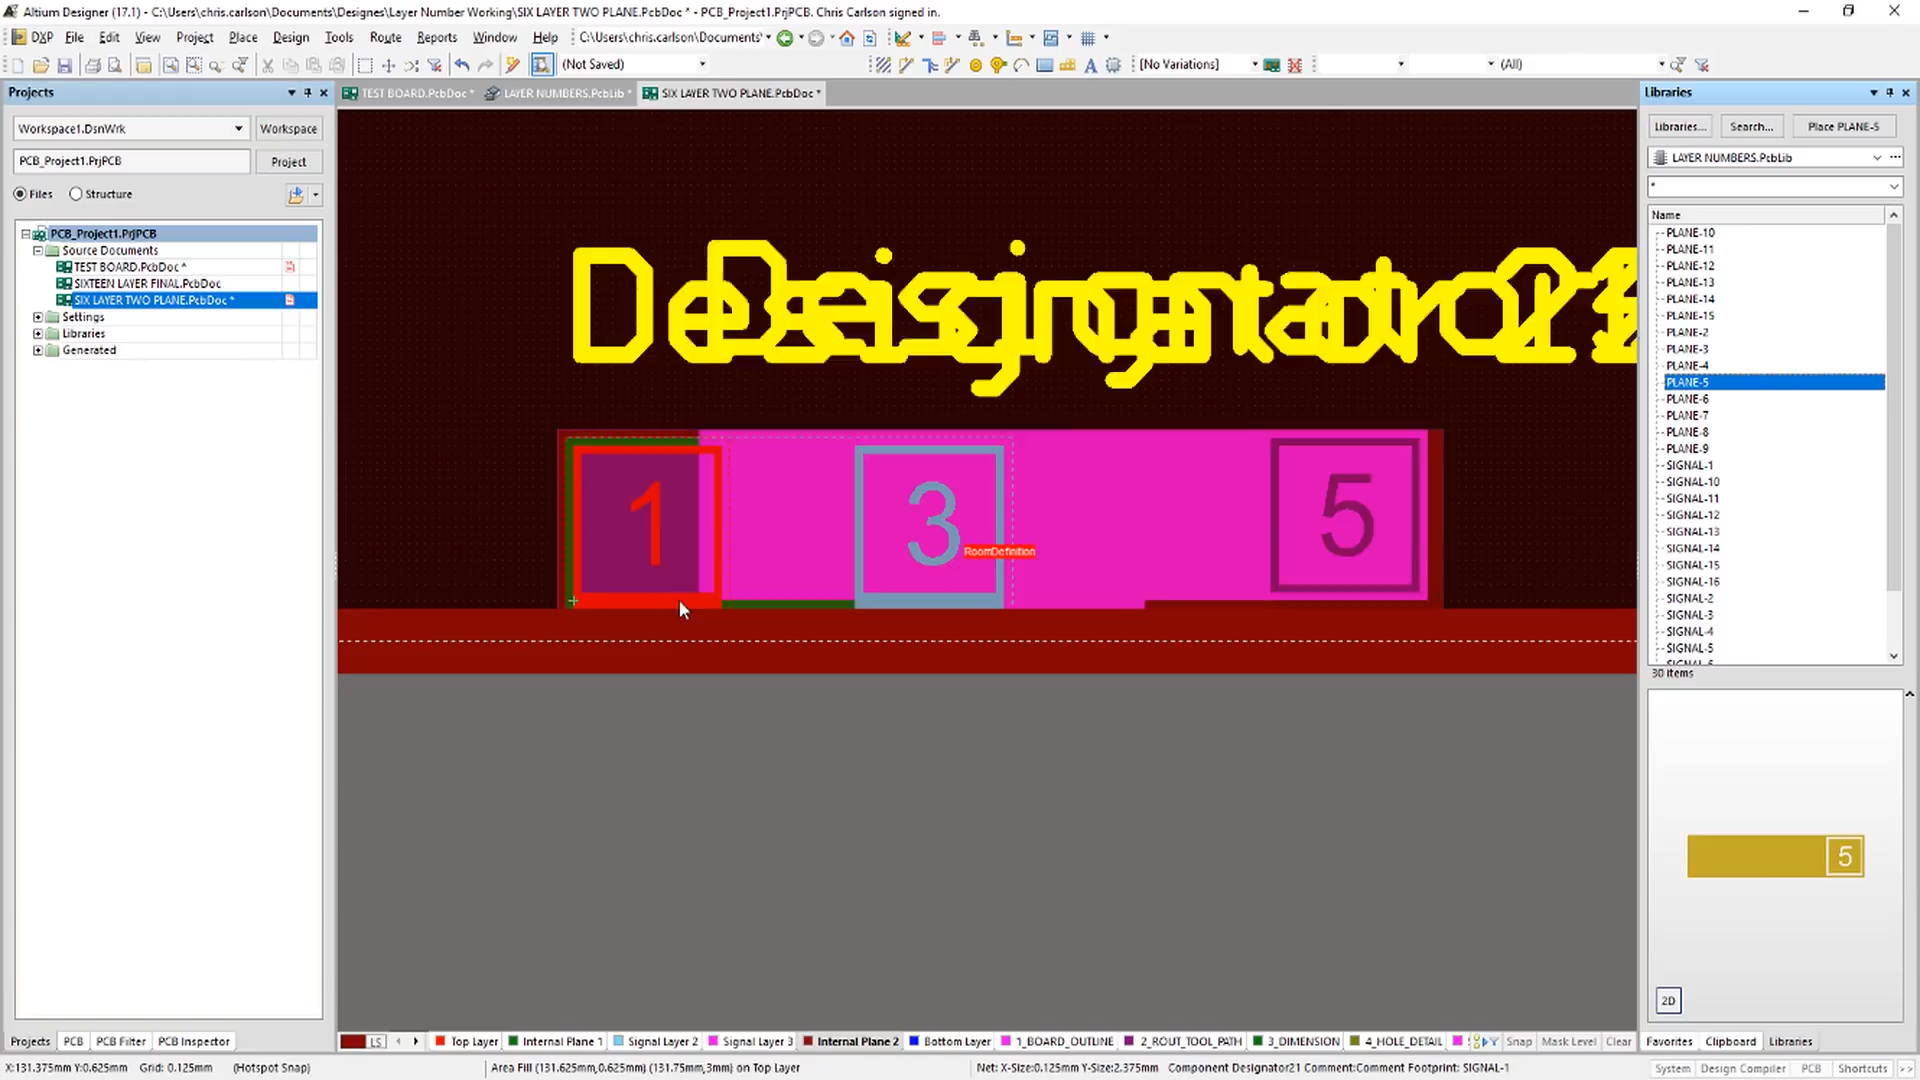 Altium Designer (17.1) - C:\Users\chris.carlson\Documents\Designes\Layer Number Working\SIX LAYER TWO PLANE.PcbDoc * - PCB_Project1.PrjPCB. Chris Carlson signed in.
DXP File Edit View Project Place Design Tools Route Reports Window Help C:\Users\chris.carlson\Documents\
(Not Saved) [No Variations] (All)
Projects
TEST BOARD.PcbDoc * LAYER NUMBERS.PcbLib * SIX LAYER TWO PLANE.PcbDoc *
Libraries
Workspace1.DsnWrk Workspace
PCB_Project1.PrjPCB Project
Files Structure
PCB_Project1.PrjPCB
Source Documents
TEST BOARD.PcbDoc *
SIXTEEN LAYER FINAL.PcbDoc
SIX LAYER TWO PLANE.PcbDoc *
Settings
Libraries
Generated
1 3 5
RoomDefinition
Libraries... Search... Place PLANE-5
LAYER NUMBERS.PcbLib
*
Name
PLANE-10
PLANE-11
PLANE-12
PLANE-13
PLANE-14
PLANE-15
PLANE-2
PLANE-3
PLANE-4
PLANE-5
PLANE-6
PLANE-7
PLANE-8
PLANE-9
SIGNAL-1
SIGNAL-10
SIGNAL-11
SIGNAL-12
SIGNAL-13
SIGNAL-14
SIGNAL-15
SIGNAL-16
SIGNAL-2
SIGNAL-3
SIGNAL-4
SIGNAL-5
30 items
5
2D
Projects PCB PCB Filter PCB Inspector
LS Top Layer Internal Plane 1 Signal Layer 2 Signal Layer 3 Internal Plane 2 Bottom Layer 1_BOARD_OUTLINE 2_ROUT_TOOL_PATH 3_DIMENSION 4_HOLE_DETAIL Snap Mask Level Clear
Favorites Clipboard Libraries
X:131.375mm Y:0.625mm Grid: 0.125mm (Hotspot Snap) Area Fill (131.625mm,0.625mm) (131.75mm,3mm) on Top Layer Net: X-Size:0.125mm Y-Size:2.375mm Component Designator21 Comment:Comment Footprint: SIGNAL-1
System Design Compiler PCB Shortcuts >>